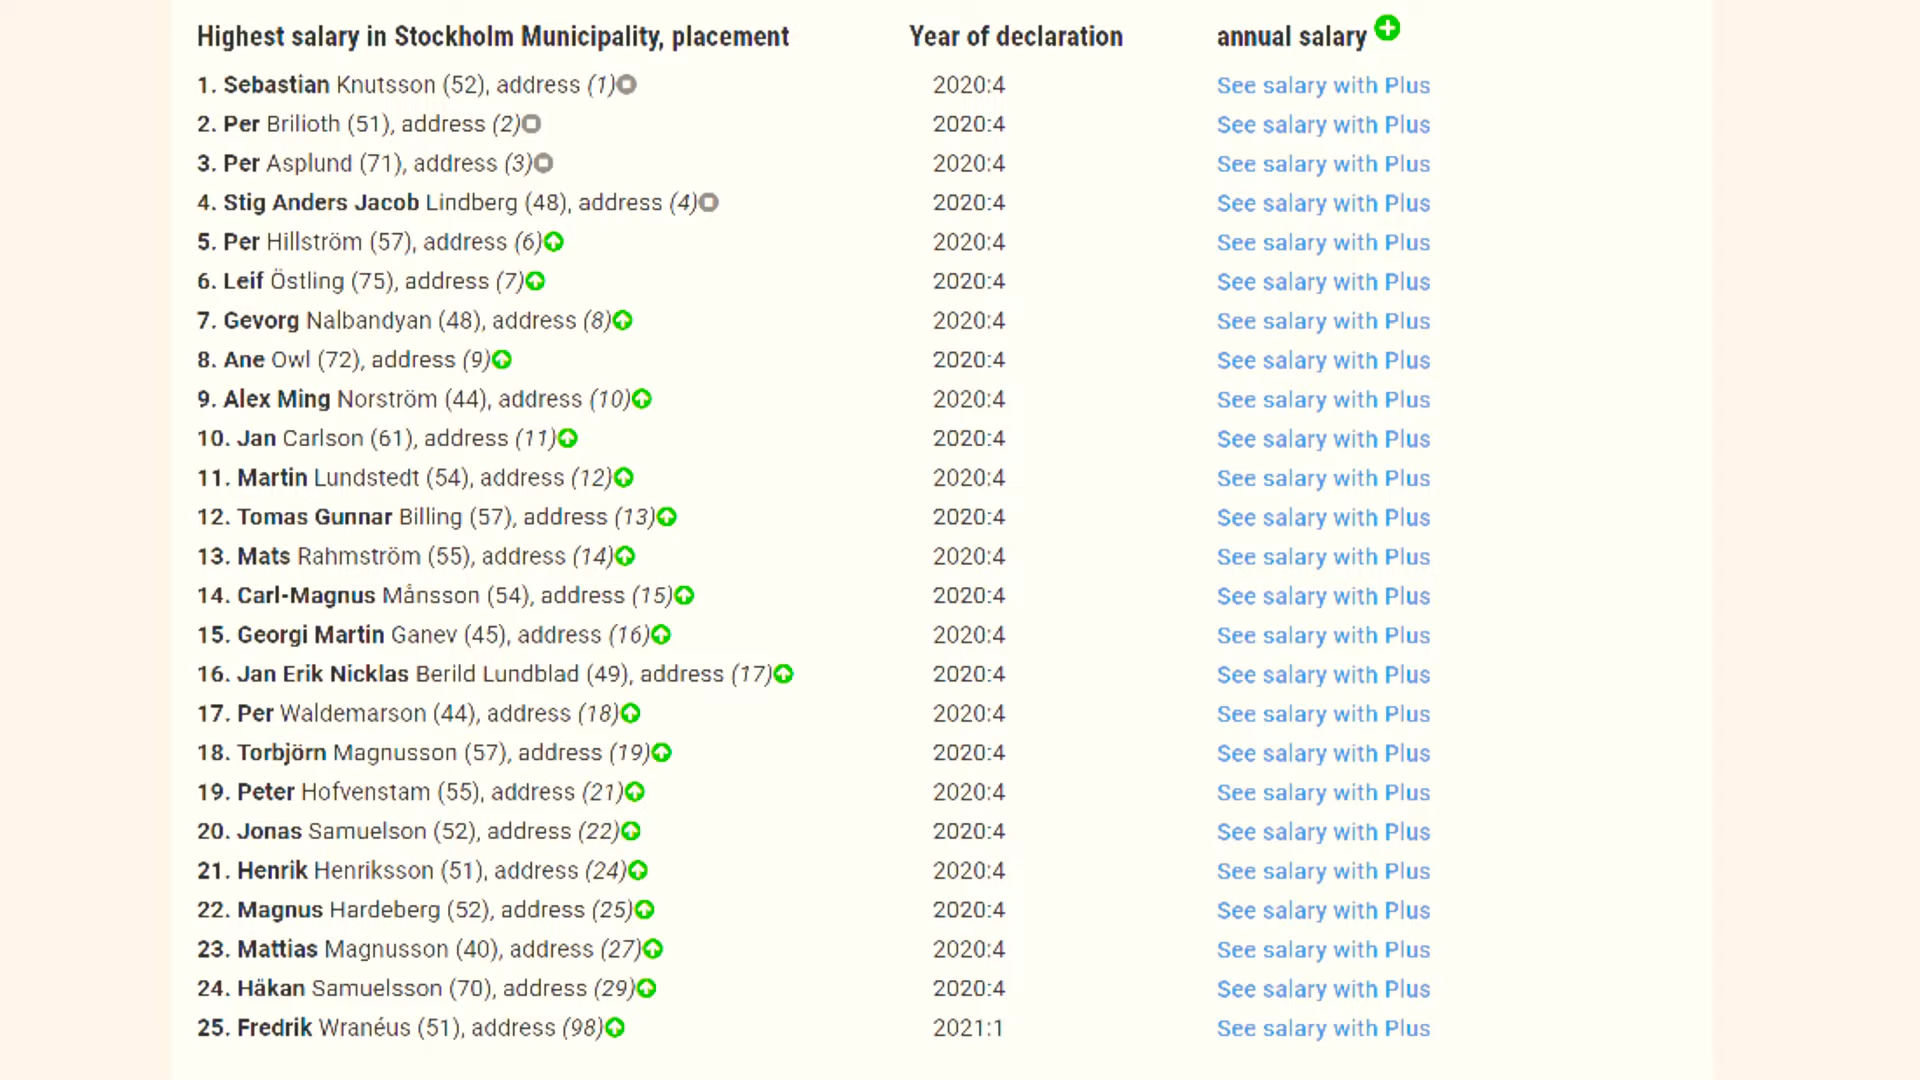 Highest salary in Stockholm Municipality, placement Year of declaration annual salary
1. Sebastian Knutsson (52), address (1) 2020:4 See salary with Plus
2. Per Brilioth (51), address (2) 2020:4 See salary with Plus
3. Per Asplund (71), address (3) 2020:4 See salary with Plus
4. Stig Anders Jacob Lindberg (48), address (4) 2020:4 See salary with Plus
5. Per Hillström (57), address (6) 2020:4 See salary with Plus
6. Leif Östling (75), address (7) 2020:4 See salary with Plus
7. Gevorg Nalbandyan (48), address (8) 2020:4 See salary with Plus
8. Ane Owl (72), address (9) 2020:4 See salary with Plus
9. Alex Ming Norström (44), address (10) 2020:4 See salary with Plus
10. Jan Carlson (61), address (11) 2020:4 See salary with Plus
11. Martin Lundstedt (54), address (12) 2020:4 See salary with Plus
12. Tomas Gunnar Billing (57), address (13) 2020:4 See salary with Plus
13. Mats Rahmström (55), address (14) 2020:4 See salary with Plus
14. Carl-Magnus Månsson (54), address (15) 2020:4 See salary with Plus
15. Georgi Martin Ganev (45), address (16) 2020:4 See salary with Plus
16. Jan Erik Nicklas Berild Lundblad (49), address (17) 2020:4 See salary with Plus
17. Per Waldemarson (44), address (18) 2020:4 See salary with Plus
18. Torbjörn Magnusson (57), address (19) 2020:4 See salary with Plus
19. Peter Hofvenstam (55), address (21) 2020:4 See salary with Plus
20. Jonas Samuelson (52), address (22) 2020:4 See salary with Plus
21. Henrik Henriksson (51), address (24) 2020:4 See salary with Plus
22. Magnus Hardeberg (52), address (25) 2020:4 See salary with Plus
23. Mattias Magnusson (40), address (27) 2020:4 See salary with Plus
24. Håkan Samuelsson (70), address (29) 2020:4 See salary with Plus
25. Fredrik Wranéus (51), address (98) 2021:1 See salary with Plus